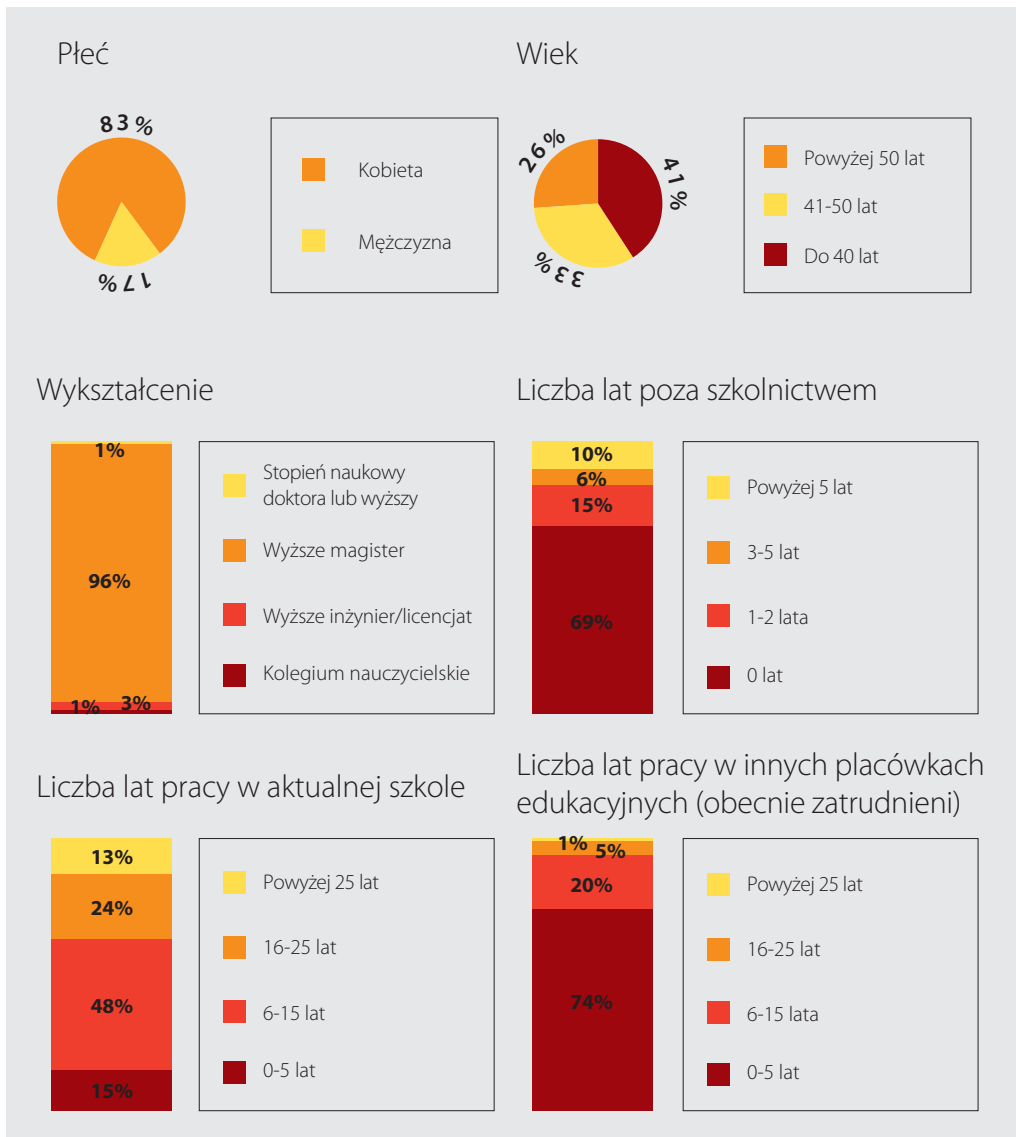 Płeć
83%
17%
Kobieta
Mężczyzna
Wiek
26%
41%
33%
Powyżej 50 lat
41-50 lat
Do 40 lat
Wykształcenie
1%
96%
1% 3%
Stopień naukowy
doktora lub wyższy
Wyższe magister
Wyższe inżynier/licencjat
Kolegium nauczycielskie
Liczba lat poza szkolnictwem
10%
6%
15%
69%
Powyżej 5 lat
3-5 lat
1-2 lata
0 lat
Liczba lat pracy w aktualnej szkole
13%
24%
48%
15%
Powyżej 25 lat
16-25 lat
6-15 lat
0-5 lat
Liczba lat pracy w innych placówkach
edukacyjnych (obecnie zatrudnieni)
1% 5%
20%
74%
Powyżej 25 lat
16-25 lat
6-15 lata
0-5 lat